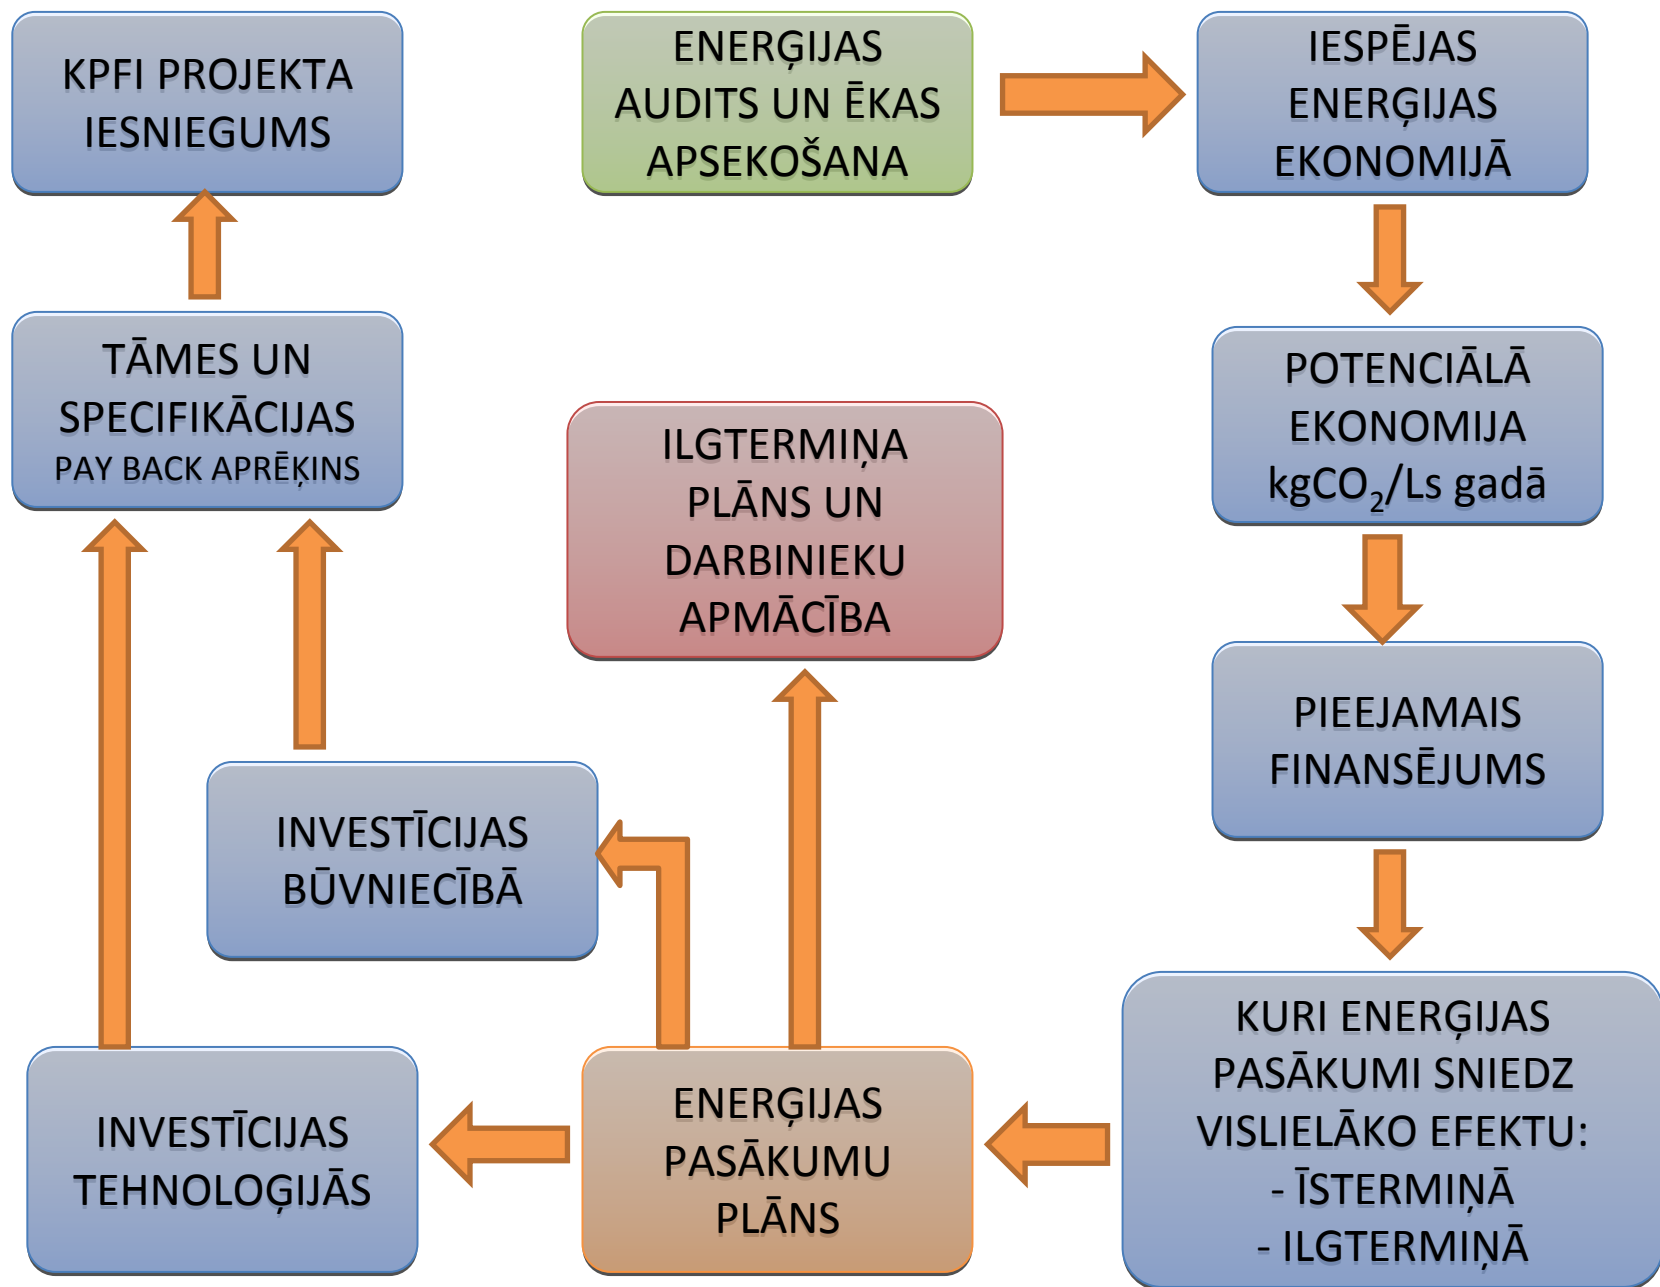 KPFI PROJEKTA
IESNIEGUMS
ENERĢIJAS
AUDITS UN ĒKAS
APSEKOŠANA
IESPĒJAS
ENERĢIJAS
EKONOMIJĀ
TĀMES UN
SPECIFIKĀCIJAS
PAY BACK APRĒĶINS
ILGTERMIŅA
PLĀNS UN
DARBINIEKU
APMĀCĪBA
POTENCIĀLĀ
EKONOMIJA
kgCO₂/Ls gadā
PIEEJAMAIS
FINANSĒJUMS
INVESTĪCIJAS
BŪVNIECĪBĀ
INVESTĪCIJAS
TEHNOLOĢIJĀS
ENERĢIJAS
PASĀKUMU
PLĀNS
KURI ENERĢIJAS
PASĀKUMI SNIEDZ
VISLIELĀKO EFEKTU:
- ĪSTERMIŅĀ
- ILGTERMIŅĀ